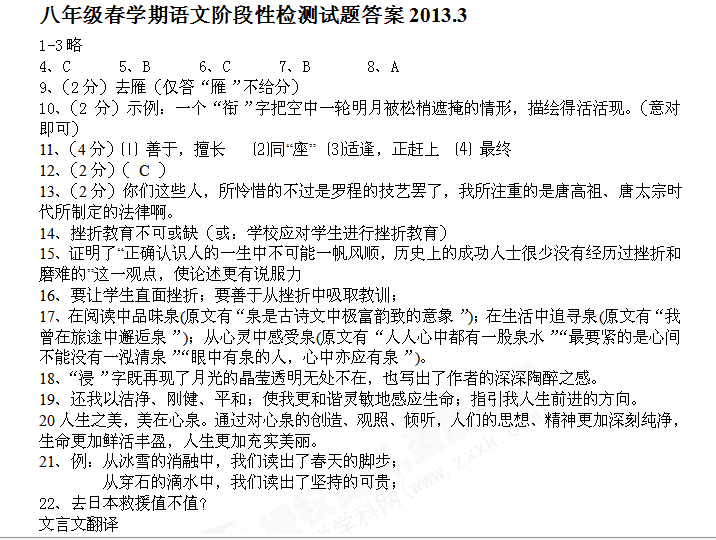 八年级春学期语文阶段性检测试题答案 2013.3
1-3略
4、C 5、B 6、C 7、B 8、A
9、（2分）去雁（仅答“雁”不给分）
10、（2 分）示例：一个“衔”字把空中一轮明月被松梢遮掩的情形，描绘得活活现。（意对
即可）
11、（4分）⑴ 善于，擅长 ⑵同“座” ⑶适逢，正赶上 ⑷ 最终
12、（2分）（ C ）
13、（2分）你们这些人，所怜惜的不过是罗程的技艺罢了，我所注重的是唐高祖、唐太宗时
代所制定的法律啊。
14、挫折教育不可或缺（或：学校应对学生进行挫折教育）
15、证明了“正确认识人的一生中不可能一帆风顺，历史上的成功人士很少没有经历过挫折和
磨难的”这一观点，使论述更有说服力
16、要让学生直面挫折；要善于从挫折中吸取教训；
17、在阅读中品味泉(原文有“泉是古诗文中极富韵致的意象 ”)；在生活中追寻泉(原文有“我
曾在旅途中邂逅泉 ”)；从心灵中感受泉(原文有“人人心中都有一股泉水 ”“最要紧的是心间
不能没有一泓清泉 ”“眼中有泉的人，心中亦应有泉 ”)。
18、“浸 ”字既再现了月光的晶莹透明无处不在，也写出了作者的深深陶醉之感。
19、还我以洁净、刚健、平和；使我更和谐灵敏地感应生命；指引我人生前进的方向。
20 人生之美，美在心泉。通过对心泉的创造、观照、倾听，人们的思想、精神更加深刻纯净，
生命更加鲜活丰盈，人生更加充实美丽。
21、例：从冰雪的消融中，我们读出了春天的脚步；
从穿石的滴水中，我们读出了坚持的可贵；
22、去日本救援值不值？
文言文翻译